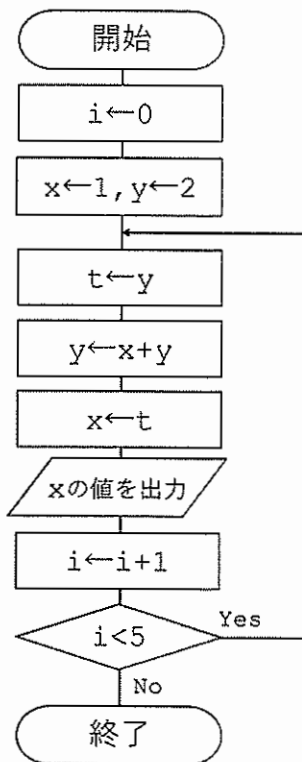 開始
i←0
x←1,y←2
t←y
y←x+y
x←t
xの値を出力
i←i+1
i<5
Yes
No
終了